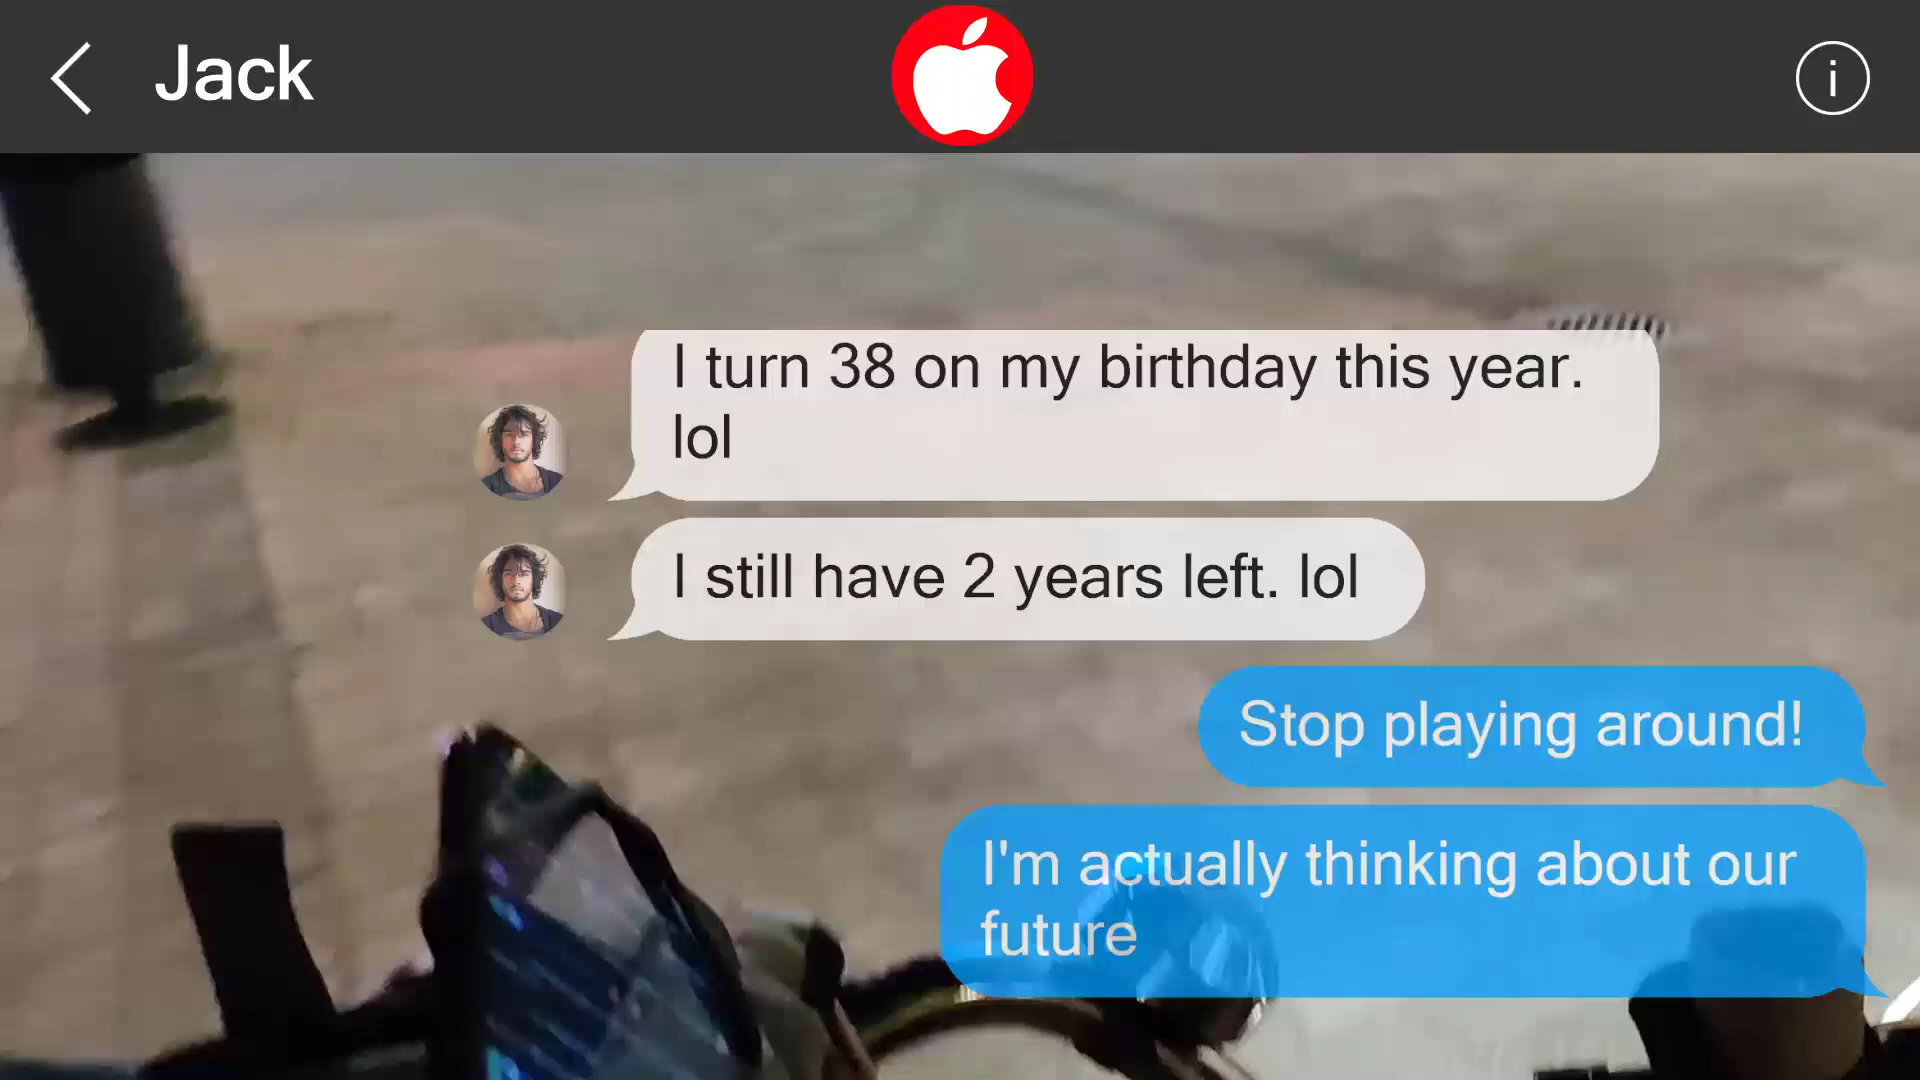 Jack
i
I turn 38 on my birthday this year.
lol
I still have 2 years left. lol
Stop playing around!
I'm actually thinking about our
future